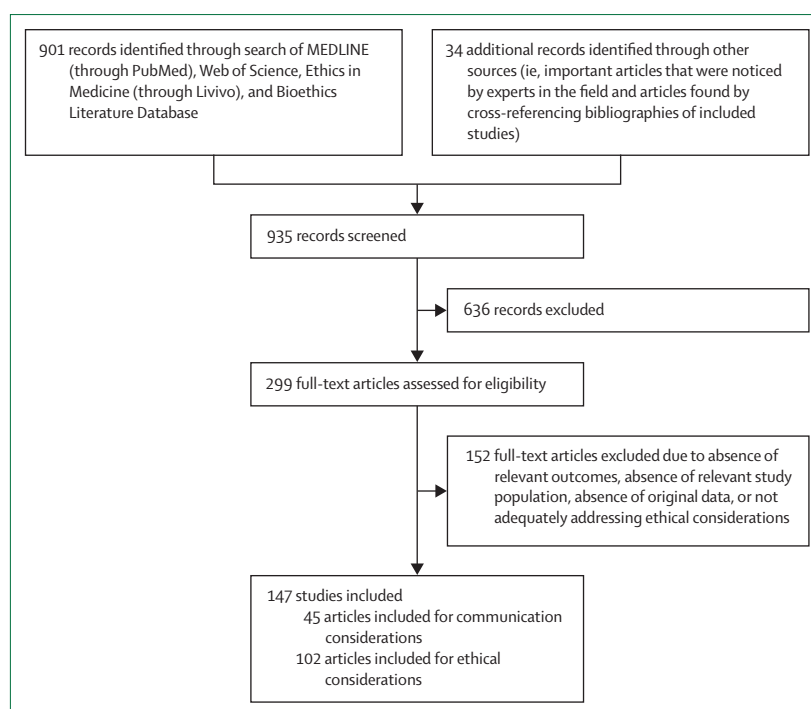 901 records identified through search of MEDLINE
(through PubMed), Web of Science, Ethics in
Medicine (through Livivo), and Bioethics
Literature Database
34 additional records identified through other
sources (ie, important articles that were noticed
by experts in the field and articles found by
cross-referencing bibliographies of included
studies)
935 records screened
636 records excluded
299 full-text articles assessed for eligibility
152 full-text articles excluded due to absence of
relevant outcomes, absence of relevant study
population, absence of original data, or not
adequately addressing ethical considerations
147 studies included
45 articles included for communication
considerations
102 articles included for ethical
considerations